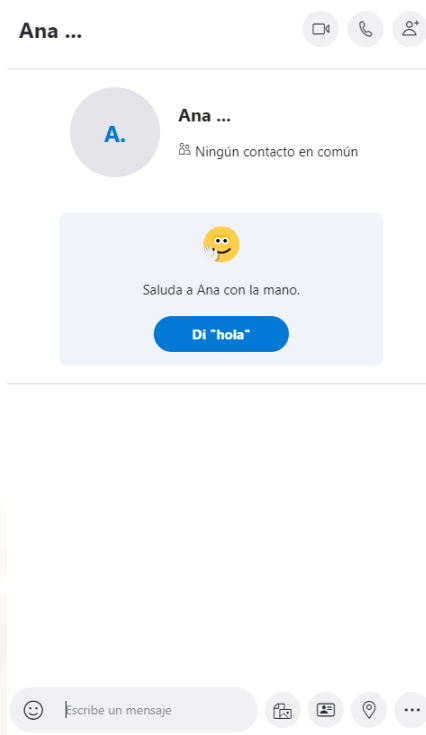 Ana ...
A.
Ana ...
Ningún contacto en común
Saluda a Ana con la mano.
Di "hola"
Escribe un mensaje